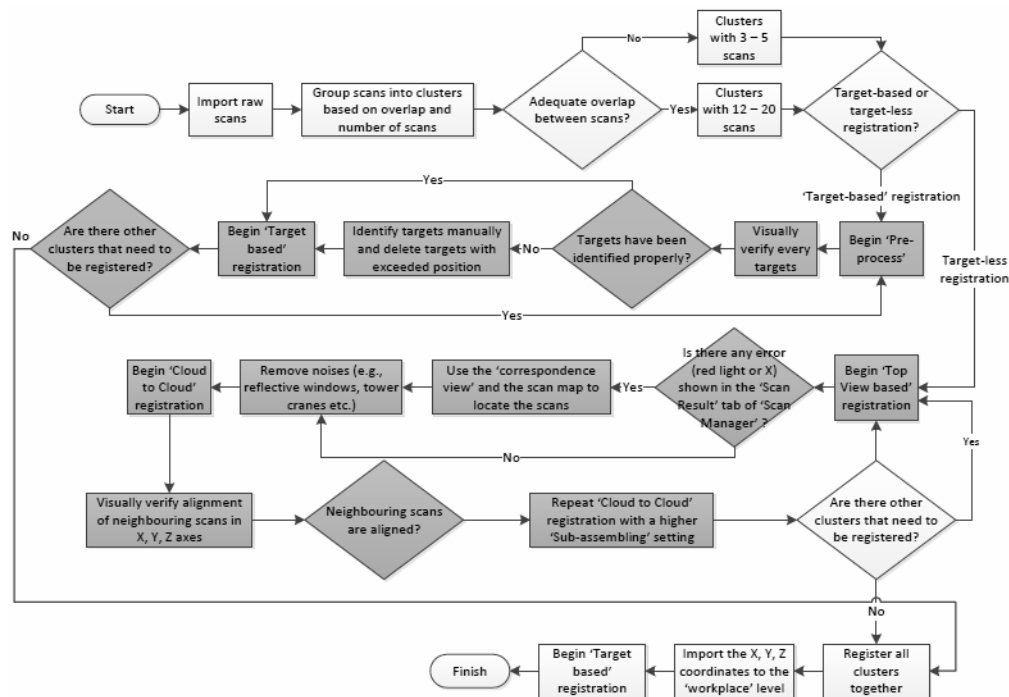 Clusters
with 3 – 5
scans
No
Start
Import raw
scans
Group scans into clusters
based on overlap and
number of scans
Adequate overlap
between scans?
Yes
Clusters
with 12 – 20
scans
Target-based or
target-less
registration?
Yes
'Target-based' registration
No
Are there other
clusters that need to
be registered?
Begin 'Target
based'
registration
Identify targets manually
and delete targets with
exceeded position
No
Targets have been
identified properly?
Visually
verify every
targets
Begin 'Pre-
process'
Target-less
registration
Yes
Begin 'Cloud
to Cloud'
registration
Remove noises (e.g.,
reflective windows, tower
cranes etc.)
Use the 'correspondence
view' and the scan map to
locate the scans
Yes
Is there any error
(red light or X)
shown in the 'Scan
Result' tab of 'Scan
Manager' ?
Begin 'Top
View based'
registration
Yes
No
Visually verify alignment
of neighbouring scans in
X, Y, Z axes
Neighbouring scans
are aligned?
Repeat 'Cloud to Cloud'
registration with a higher
'Sub-assembling' setting
Are there other
clusters that need to
be registered?
No
Finish
Begin 'Target
based'
registration
Import the X, Y, Z
coordinates to the
'workplace' level
Register all
clusters
together